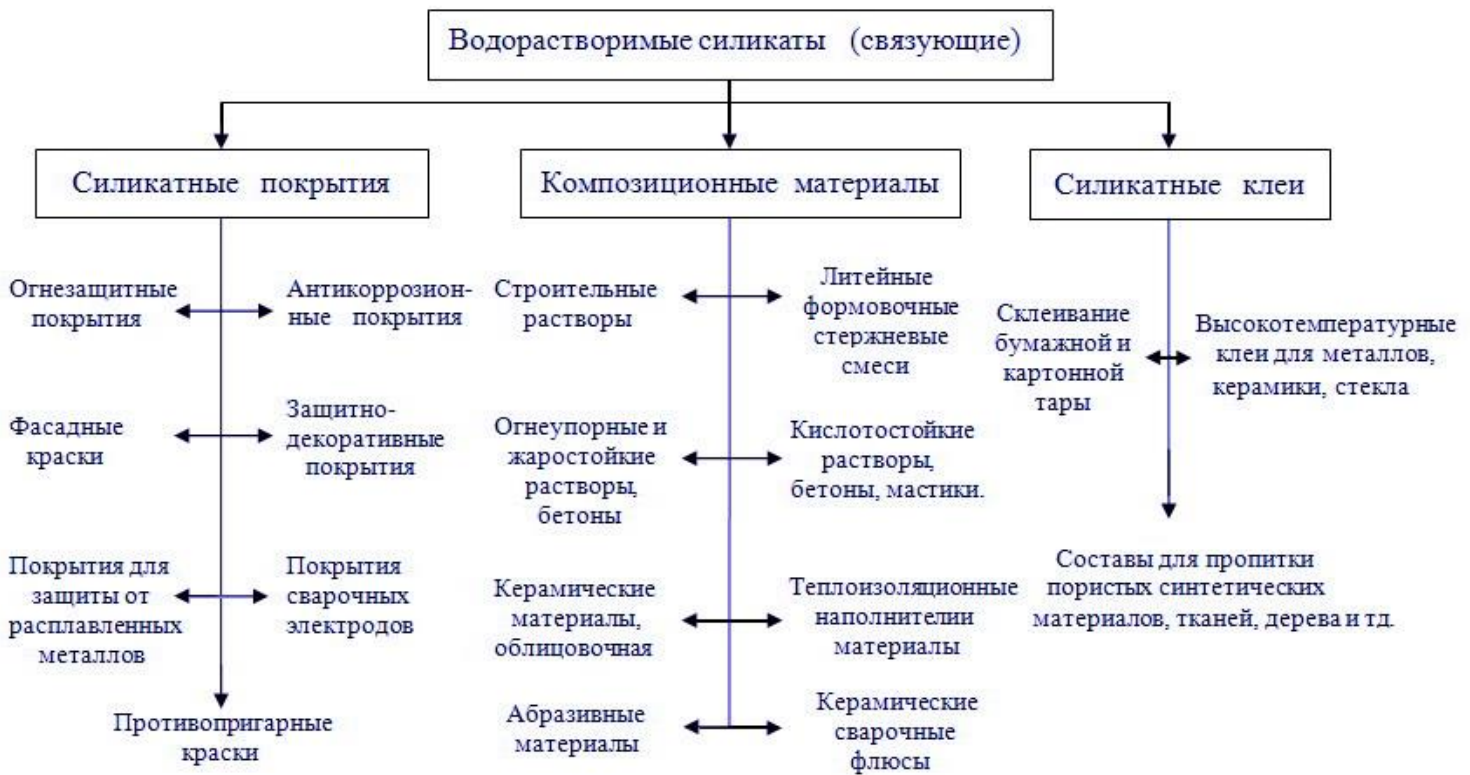 Водорастворимые силикаты (связующие)
Силикатные покрытия
Композиционные материалы
Силикатные клеи
Огнезащитные
покрытия
Антикоррозион-
ные покрытия
Фасадные
краски
Защитно-
декоративные
покрытия
Покрытия для
защиты от
расплавленных
металлов
Покрытия
сварочных
электродов
Противопригарные
краски
Строительные
растворы
Литейные
формовочные
стержневые
смеси
Огнеупорные и
жаростойкие
растворы,
бетоны
Кислотостойкие
растворы,
бетоны, мастики.
Керамические
материалы,
облицовочная
Теплоизоляционные
наполнителии
материалы
Абразивные
материалы
Керамические
сварочные
флюсы
Склеивание
бумажной и
картонной
тары
Высокотемпературные
клеи для металлов,
керамики, стекла
Составы для пропитки
пористых синтетических
материалов, тканей, дерева и тд.